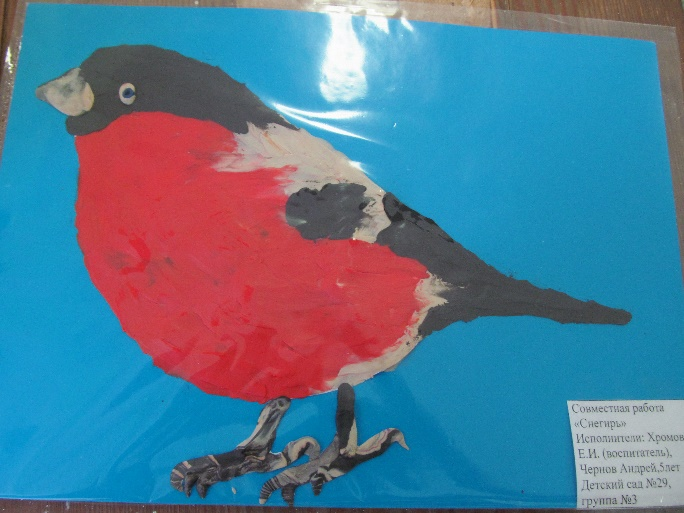 Совместная работа
«Снегирь»
Исполнители: Хромов
Е.И. (воспитатель),
Чернов Андрей,5лет
Детский сад №29,
группа №3